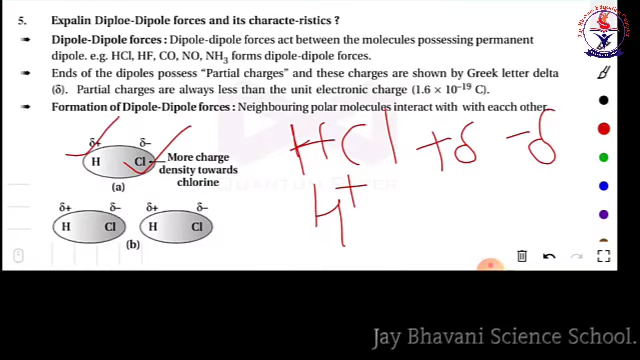 5. Expalin Diploe-Dipole forces and its characte-ristics ?
➡ Dipole-Dipole forces : Dipole-dipole forces act between the molecules possessing permanent
dipole. e.g. HCl, HF, CO, NO, NH₃ forms dipole-dipole forces.
➡ Ends of the dipoles possess “Partial charges” and these charges are shown by Greek letter delta
(δ). Partial charges are always less than the unit electronic charge (1.6 × 10⁻¹⁹ C).
➡ Formation of Dipole-Dipole forces : Neighbouring polar molecules interact with with eacch other
HCl +δ -δ
δ+ δ–
H Cl
More charge
density towards
chlorine
(a)
H⁺
δ+ δ– δ+ δ–
H Cl H Cl
(b)
Jay Bhavani Science School.